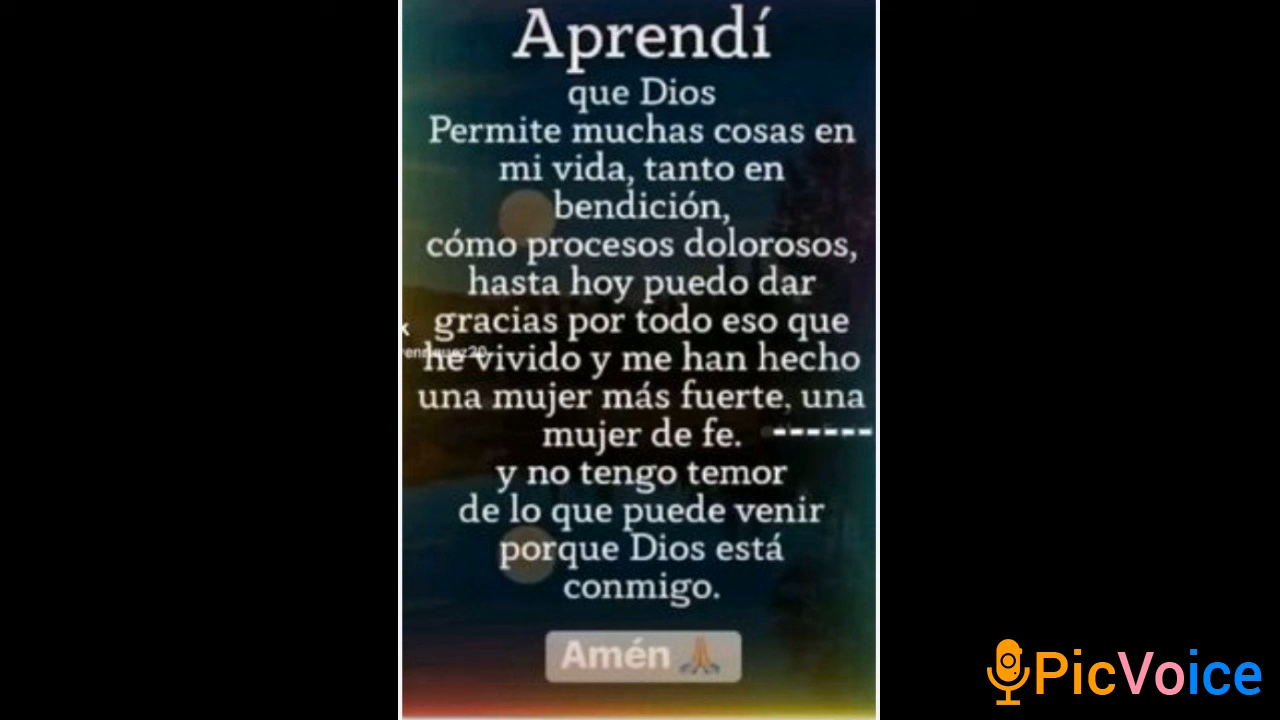 Aprendí
que Dios
Permite muchas cosas en
mi vida, tanto en
bendición,
cómo procesos dolorosos,
hasta hoy puedo dar
gracias por todo eso que
he vivido y me han hecho
una mujer más fuerte, una
mujer de fe. ------
y no tengo temor
de lo que puede venir
porque Dios está
conmigo.
Amén 🙏
PicVoice